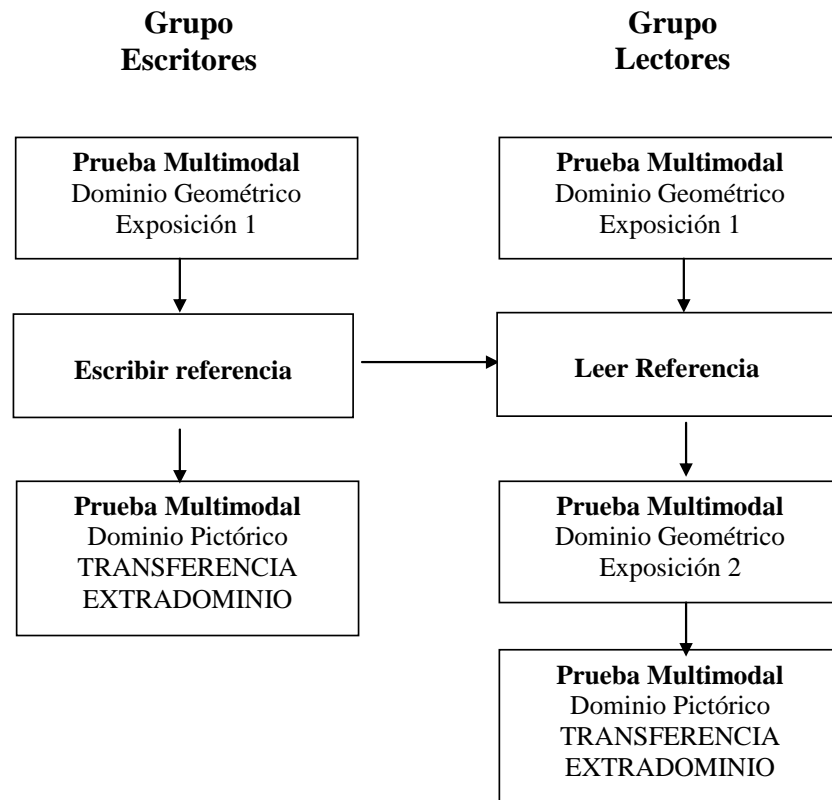 Grupo
Escritores
Grupo
Lectores
Prueba Multimodal
Dominio Geométrico
Exposición 1
Prueba Multimodal
Dominio Geométrico
Exposición 1
Escribir referencia
Leer Referencia
Prueba Multimodal
Dominio Pictórico
TRANSFERENCIA
EXTRADOMINIO
Prueba Multimodal
Dominio Geométrico
Exposición 2
Prueba Multimodal
Dominio Pictórico
TRANSFERENCIA
EXTRADOMINIO